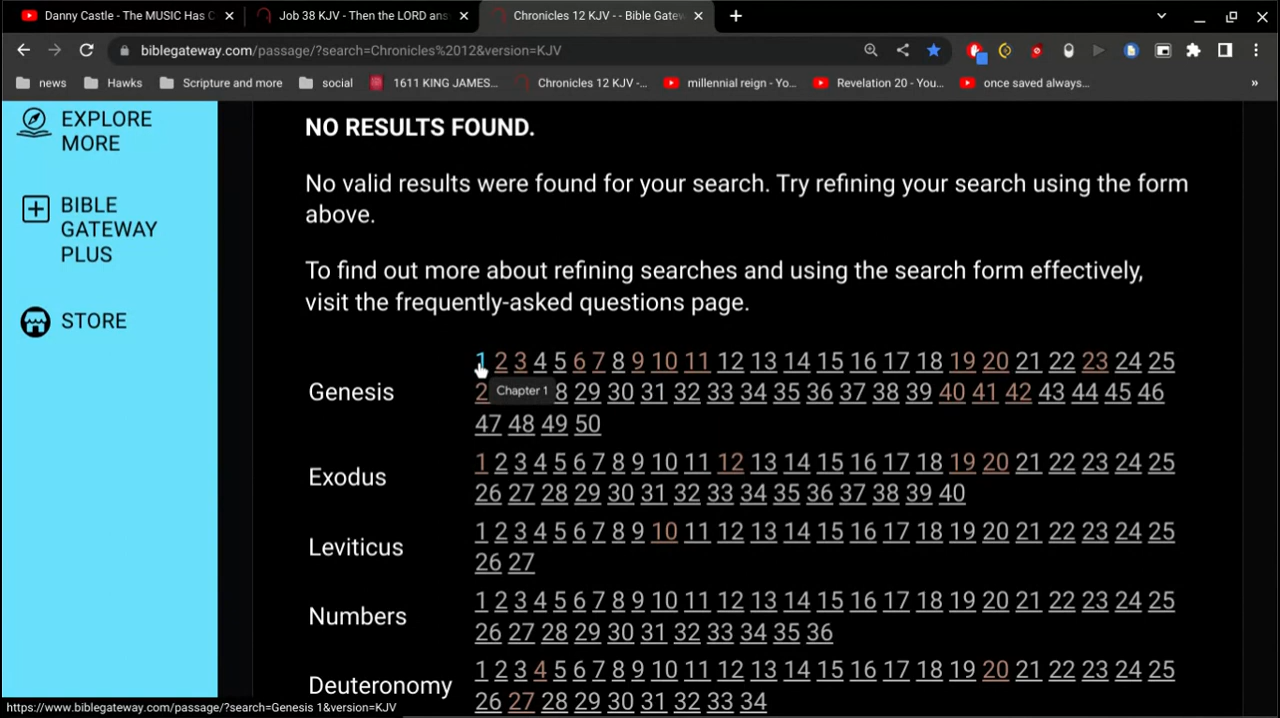 Danny Castle - The MUSIC Has C
Job 38 KJV - Then the LORD ans
Chronicles 12 KJV - - Bible Gatew
biblegateway.com/passage/?search=Chronicles%2012&version=KJV
news
Hawks
Scripture and more
social
1611 KING JAMES...
Chronicles 12 KJV -...
millennial reign - Yo...
Revelation 20 - You...
once saved always...
»
EXPLORE
MORE
BIBLE
GATEWAY
PLUS
STORE
NO RESULTS FOUND.
No valid results were found for your search. Try refining your search using the form
above.
To find out more about refining searches and using the search form effectively,
visit the frequently-asked questions page.
Genesis
1 2 3 4 5 6 7 8 9 10 11 12 13 14 15 16 17 18 19 20 21 22 23 24 25
2 Chapter 1 8 29 30 31 32 33 34 35 36 37 38 39 40 41 42 43 44 45 46
47 48 49 50
Exodus
1 2 3 4 5 6 7 8 9 10 11 12 13 14 15 16 17 18 19 20 21 22 23 24 25
26 27 28 29 30 31 32 33 34 35 36 37 38 39 40
Leviticus
1 2 3 4 5 6 7 8 9 10 11 12 13 14 15 16 17 18 19 20 21 22 23 24 25
26 27
Numbers
1 2 3 4 5 6 7 8 9 10 11 12 13 14 15 16 17 18 19 20 21 22 23 24 25
26 27 28 29 30 31 32 33 34 35 36
Deuteronomy
1 2 3 4 5 6 7 8 9 10 11 12 13 14 15 16 17 18 19 20 21 22 23 24 25
26 27 28 29 30 31 32 33 34
https://www.biblegateway.com/passage/?search=Genesis 1&version=KJV